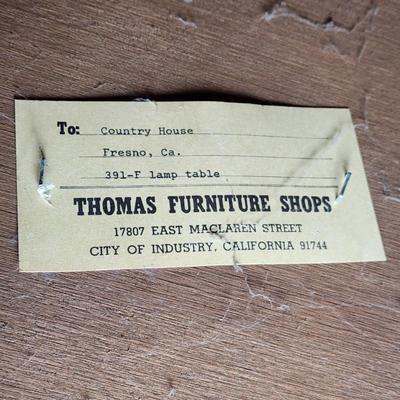 To: Country House
Fresno, Ca.
391-F lamp table
THOMAS FURNITURE SHOPS
17807 EAST MACLAREN STREET
CITY OF INDUSTRY, CALIFORNIA 91744